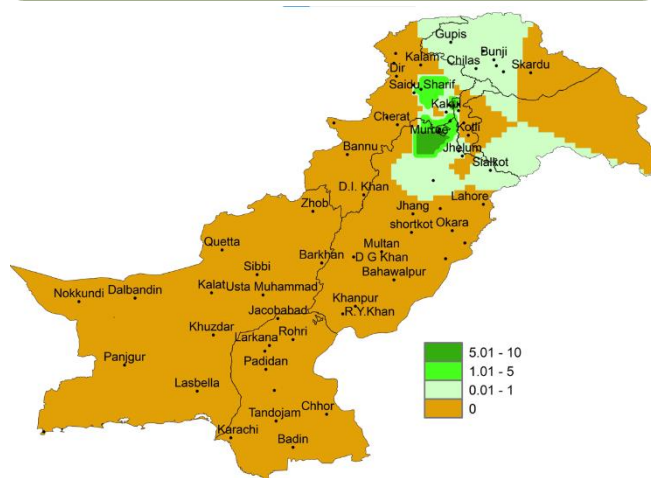 Gupis
Kalam
Bunji
Dir
Chilas
Skardu
Saidu Sharif
Cherat
Kotli
Bannu
Jhelum
Sialkot
D.I. Khan
Zhob
Lahore
Jhang
shortkot
Okara
Quetta
Multan
Barkhan
D G Khan
Sibbi
Bahawalpur
Nokkundi
Dalbandin
Kalat
Usta Muhammad
Khanpur
R.Y.Khan
Jacobabad
Khuzdar
Rohri
Larkana
Panjgur
Padidan
Lasbella
Tandojam
Chhor
Karachi
Badin
5.01 - 10
1.01 - 5
0.01 - 1
0